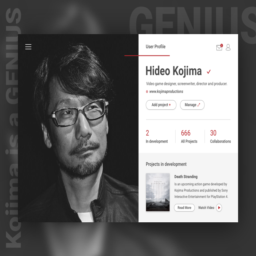 GENIUS
Kojima is a GENIUS
User Profile
Hideo Kojima
Video game designer, screenwriter, director and producer
www.kojimaproductions
Add project +
Manage
2
In development
666
All Projects
30
Collaborations
Projects in development
Death Stranding
Is an upcoming action game developed by
Kojima Productions and published by Sony
Interactive Entertainment for PlayStation 4
Read More
Watch Video